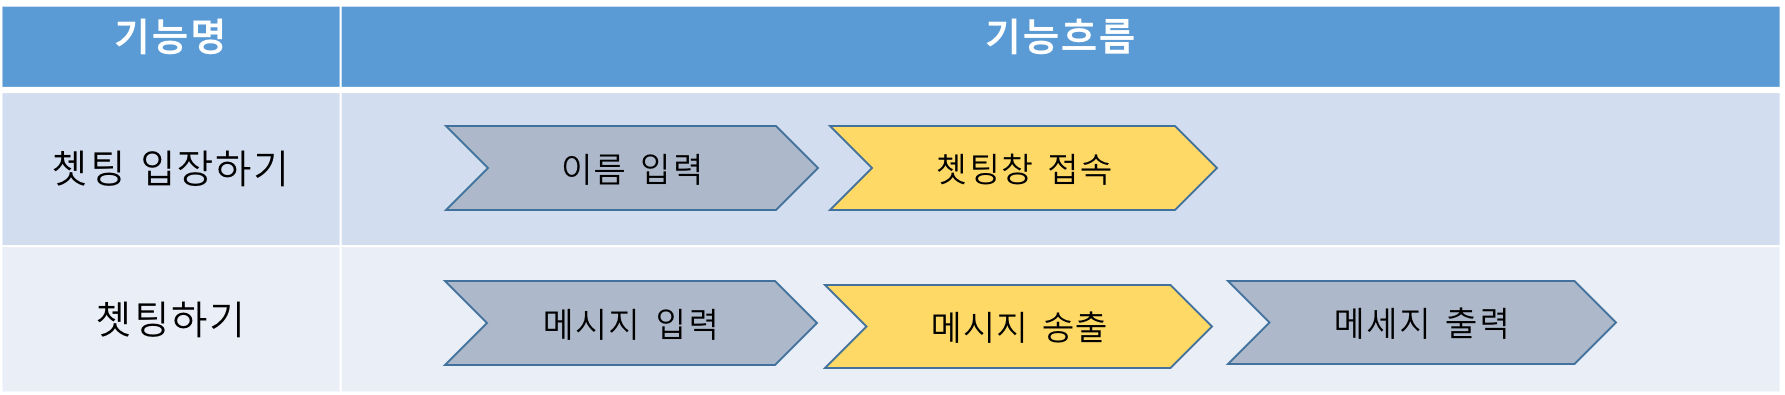 기능명
기능흐름
쳇팅 입장하기
이름 입력
쳇팅창 접속
쳇팅하기
메시지 입력
메시지 송출
메세지 출력